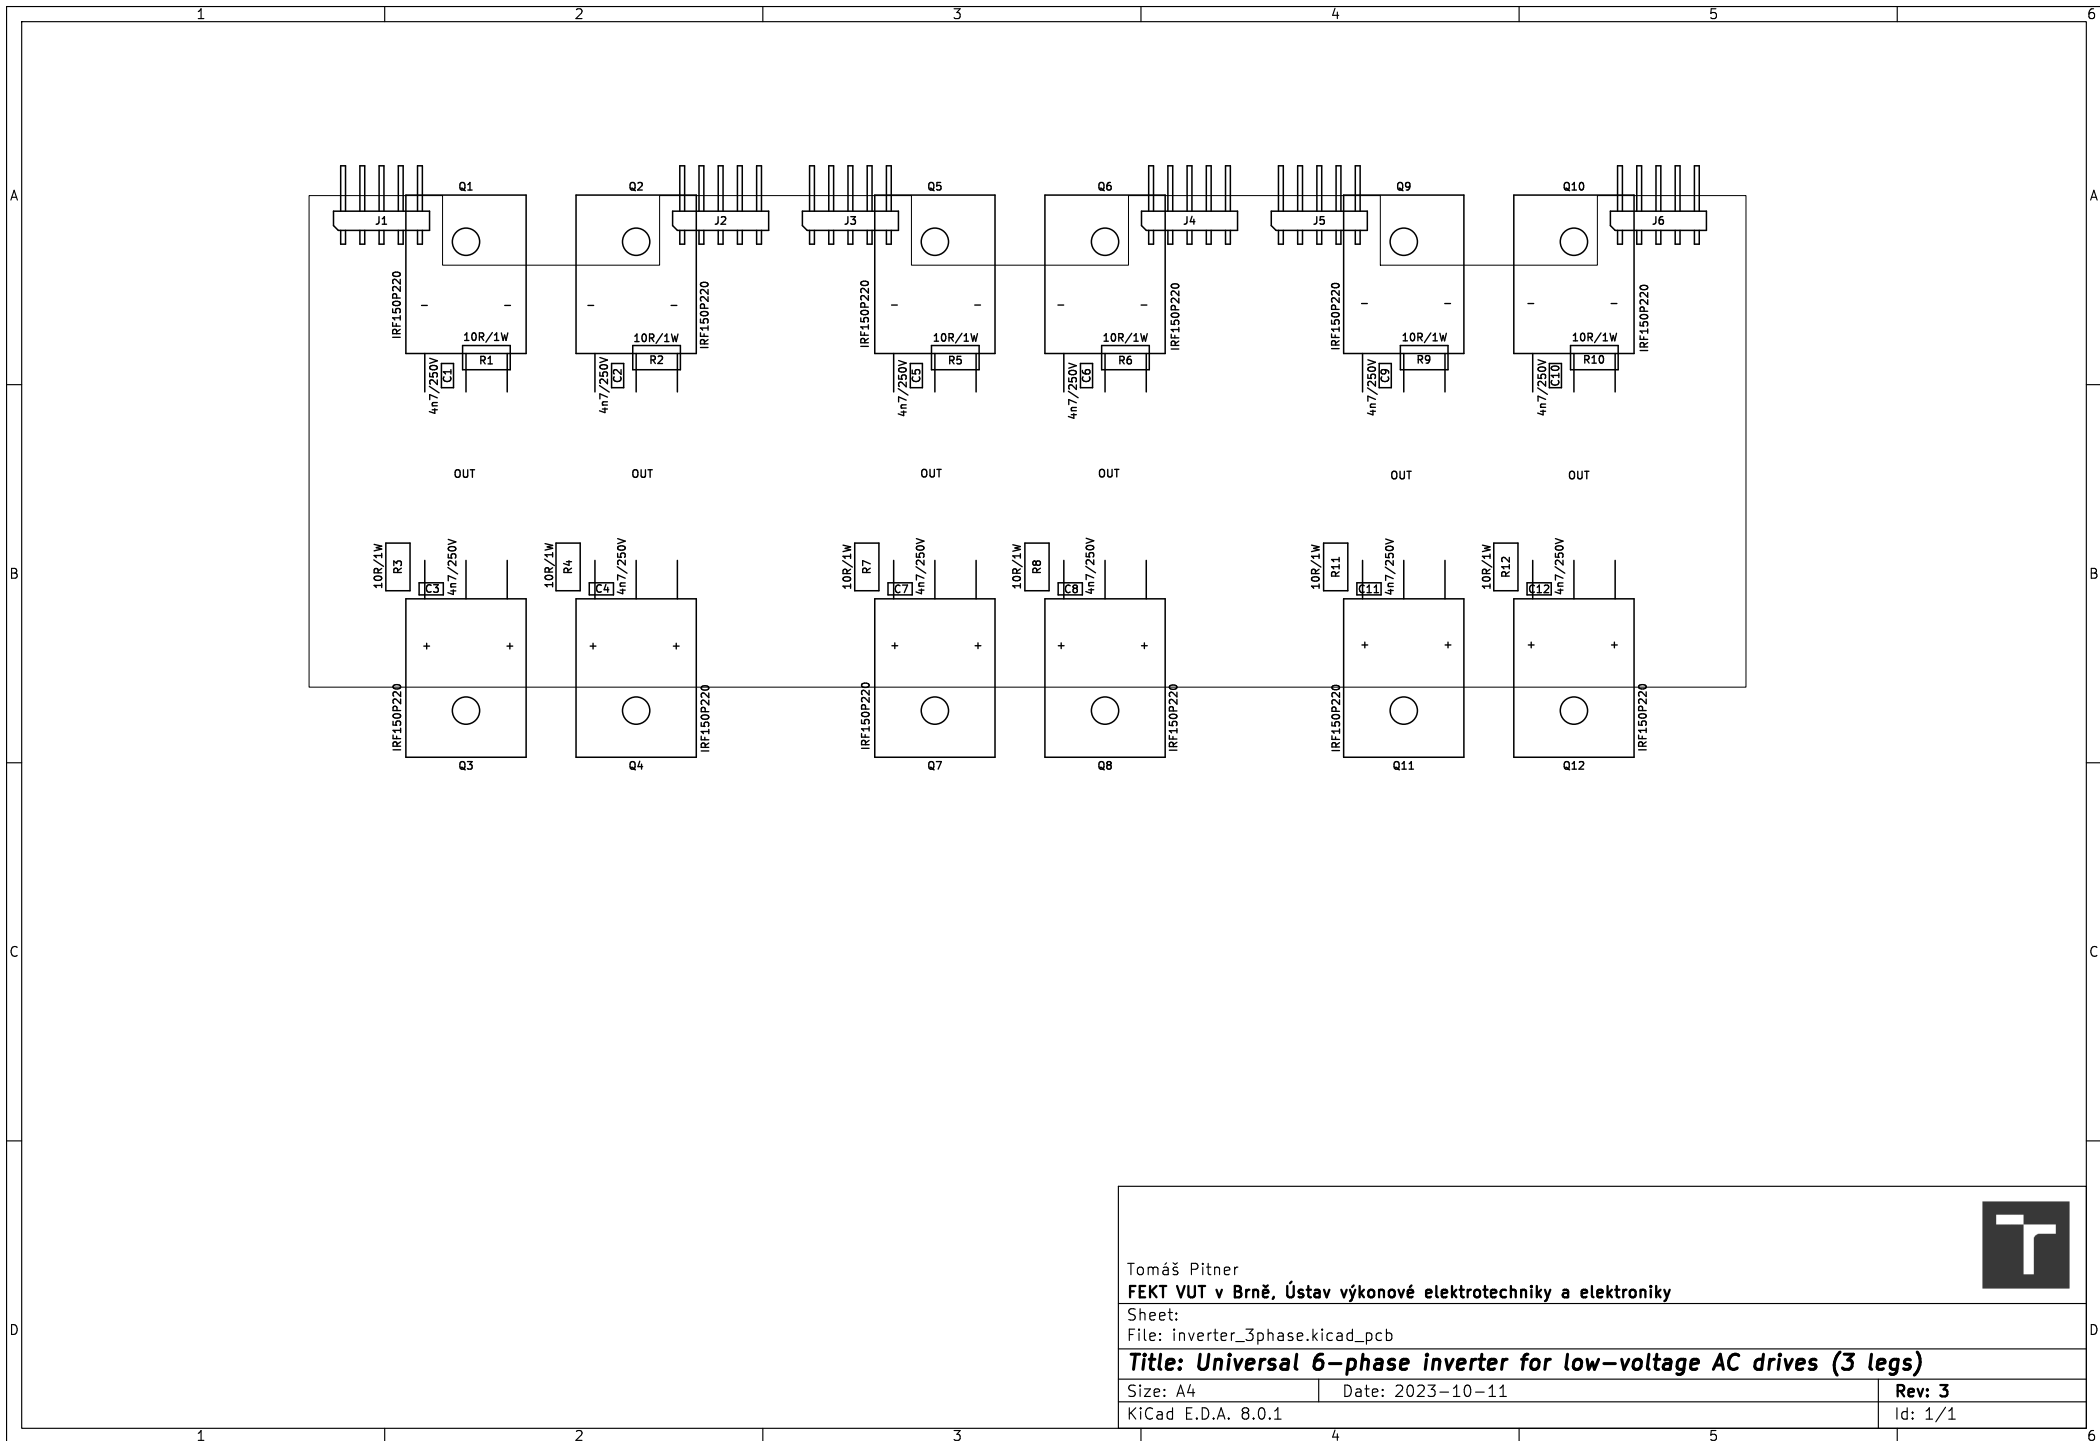 1 2 3 4 5 6
A A
Q1 Q2 Q5 Q6 Q9 Q10
J1 J2 J3 J4 J5 J6
IRF150P220 IRF150P220 IRF150P220 IRF150P220 IRF150P220 IRF150P220
− − − − − − − − − − − −
10R/1W 10R/1W 10R/1W 10R/1W 10R/1W 10R/1W
R1 R2 R5 R6 R9 R10
4n7/250V C1 4n7/250V C2 4n7/250V C5 4n7/250V C6 4n7/250V C9 4n7/250V C10
OUT OUT OUT OUT OUT OUT
10R/1W R3 4n7/250V 10R/1W R4 4n7/250V 10R/1W R7 4n7/250V 10R/1W R8 4n7/250V 10R/1W R11 4n7/250V 10R/1W R12 4n7/250V
B B
C3 C4 C7 C8 C11 C12
+ + + + + + + + + + + +
IRF150P220 IRF150P220 IRF150P220 IRF150P220 IRF150P220 IRF150P220
Q3 Q4 Q7 Q8 Q11 Q12
C C
Tomáš Pitner
FEKT VUT v Brně, Ústav výkonové elektrotechniky a elektroniky
Sheet:
File: inverter_3phase.kicad_pcb
D D
Title: Universal 6−phase inverter for low−voltage AC drives (3 legs)
Size: A4 Date: 2023−10−11 Rev: 3
KiCad E.D.A. 8.0.1 Id: 1/1
1 2 3 4 5 6